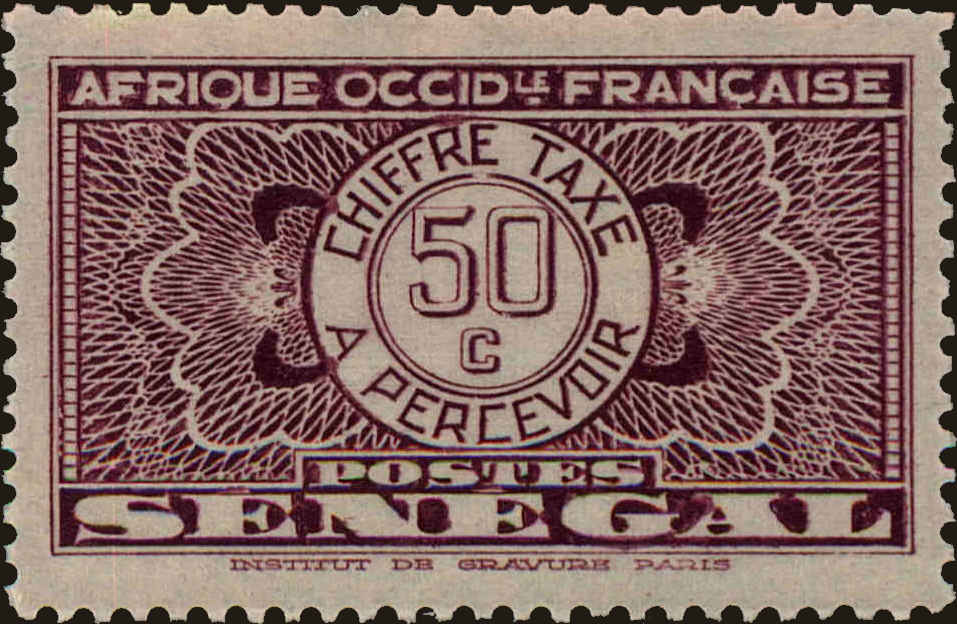 AFRIQUE OCCIDLE FRANÇAISE
CHIFFRE TAXE
50
C
A PERCEVOIR
POSTES
SENEGAL
INSTITUT DE GRAVURE PARIS